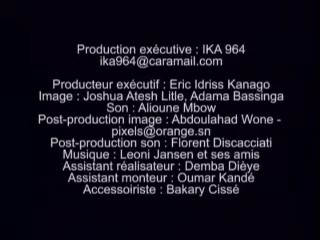 Production exécutive : IKA 964
ika964@caramail.com
Producteur exécutif : Eric Idriss Kanago
Image : Joshua Atesh Litle, Adama Bassinga
Son : Alioune Mbow
Post-production image : Abdoulahad Wone -
pixels@orange.sn
Post-production son : Florent Discacciati
Musique : Leoni Jansen et ses amis
Assistant réalisateur : Demba Dièye
Assistant monteur : Oumar Kandé
Accessoiriste : Bakary Cissé